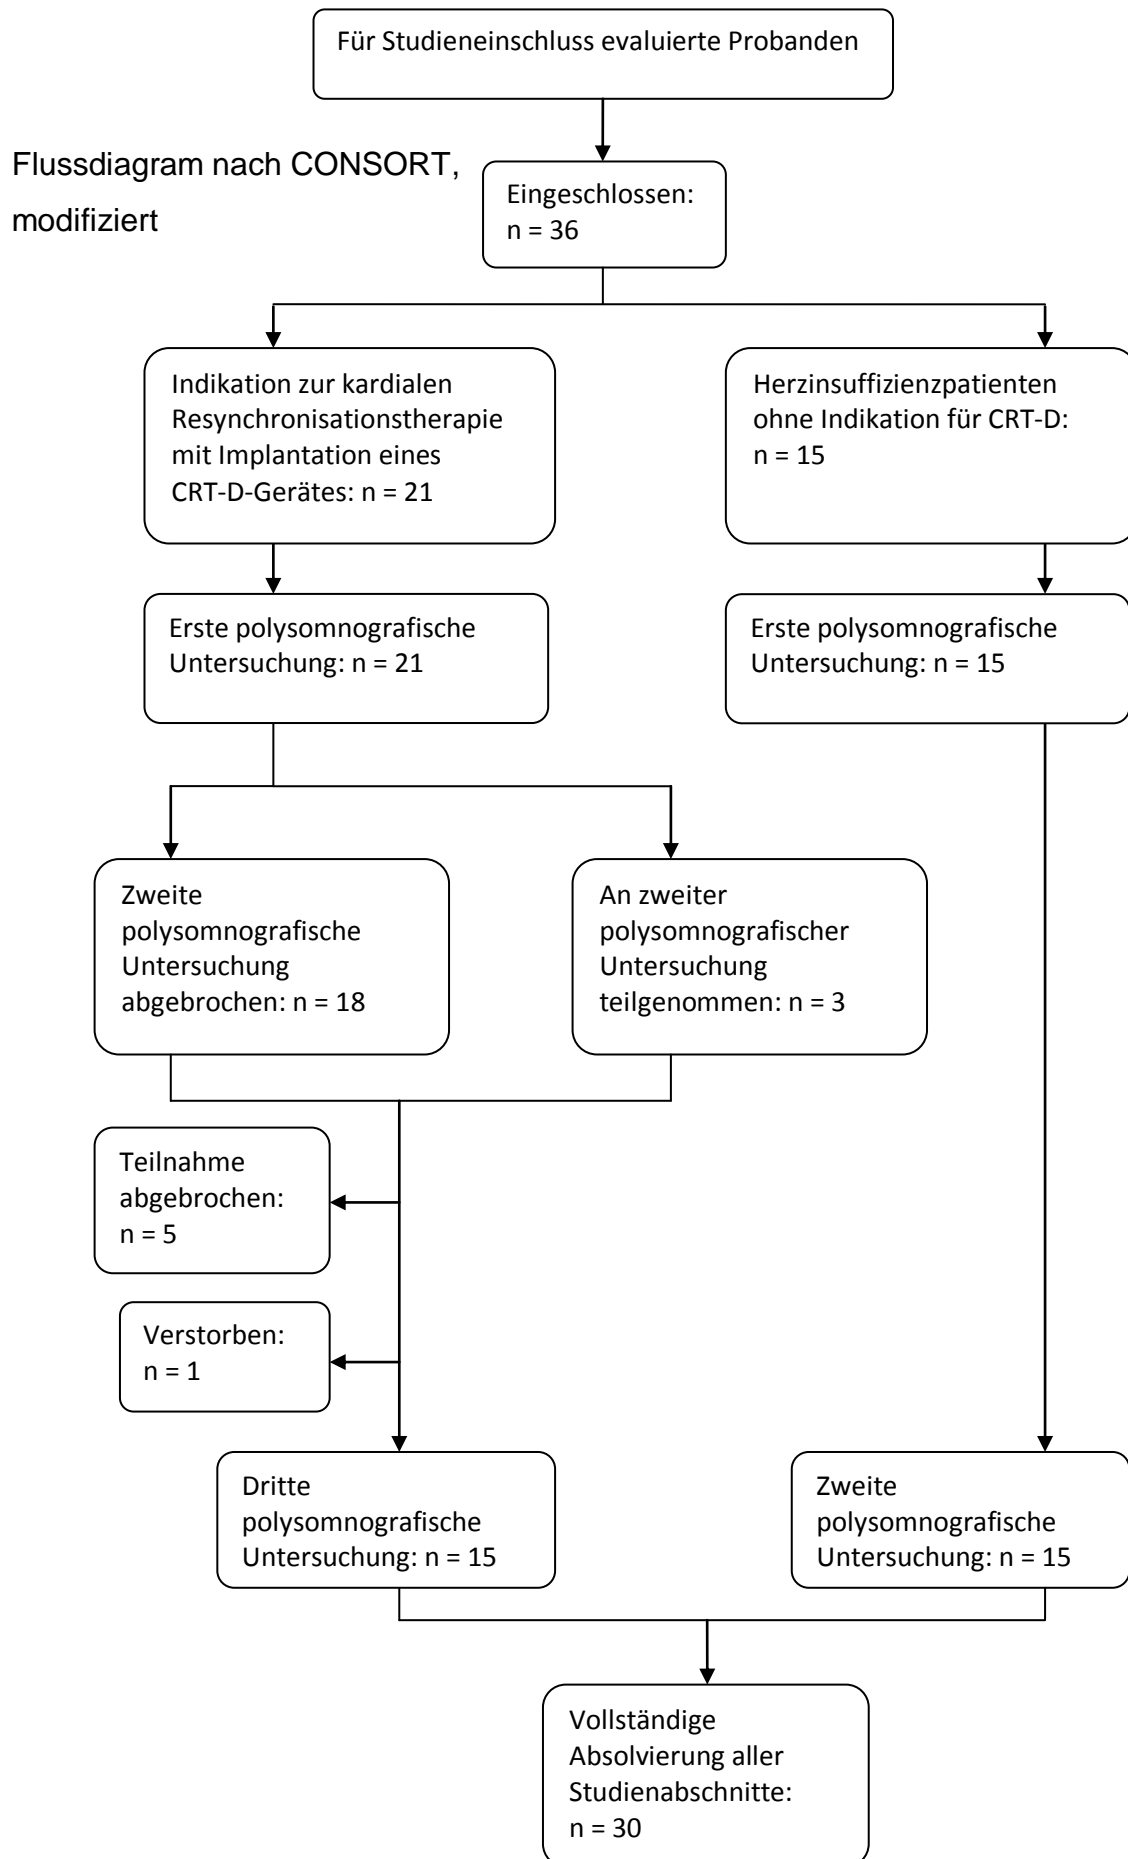 Für Studieneinschluss evaluierte Probanden
Flussdiagram nach CONSORT,
modifiziert
Eingeschlossen:
n = 36
Indikation zur kardialen
Resynchronisationstherapie
mit Implantation eines
CRT-D-Gerätes: n = 21
Herzinsuffizienzpatienten
ohne Indikation für CRT-D:
n = 15
Erste polysomnografische
Untersuchung: n = 21
Erste polysomnografische
Untersuchung: n = 15
Zweite
polysomnografische
Untersuchung
abgebrochen: n = 18
An zweiter
polysomnografischer
Untersuchung
teilgenommen: n = 3
Teilnahme
abgebrochen:
n = 5
Verstorben:
n = 1
Dritte
polysomnografische
Untersuchung: n = 15
Zweite
polysomnografische
Untersuchung: n = 15
Vollständige
Absolvierung aller
Studienabschnitte:
n = 30